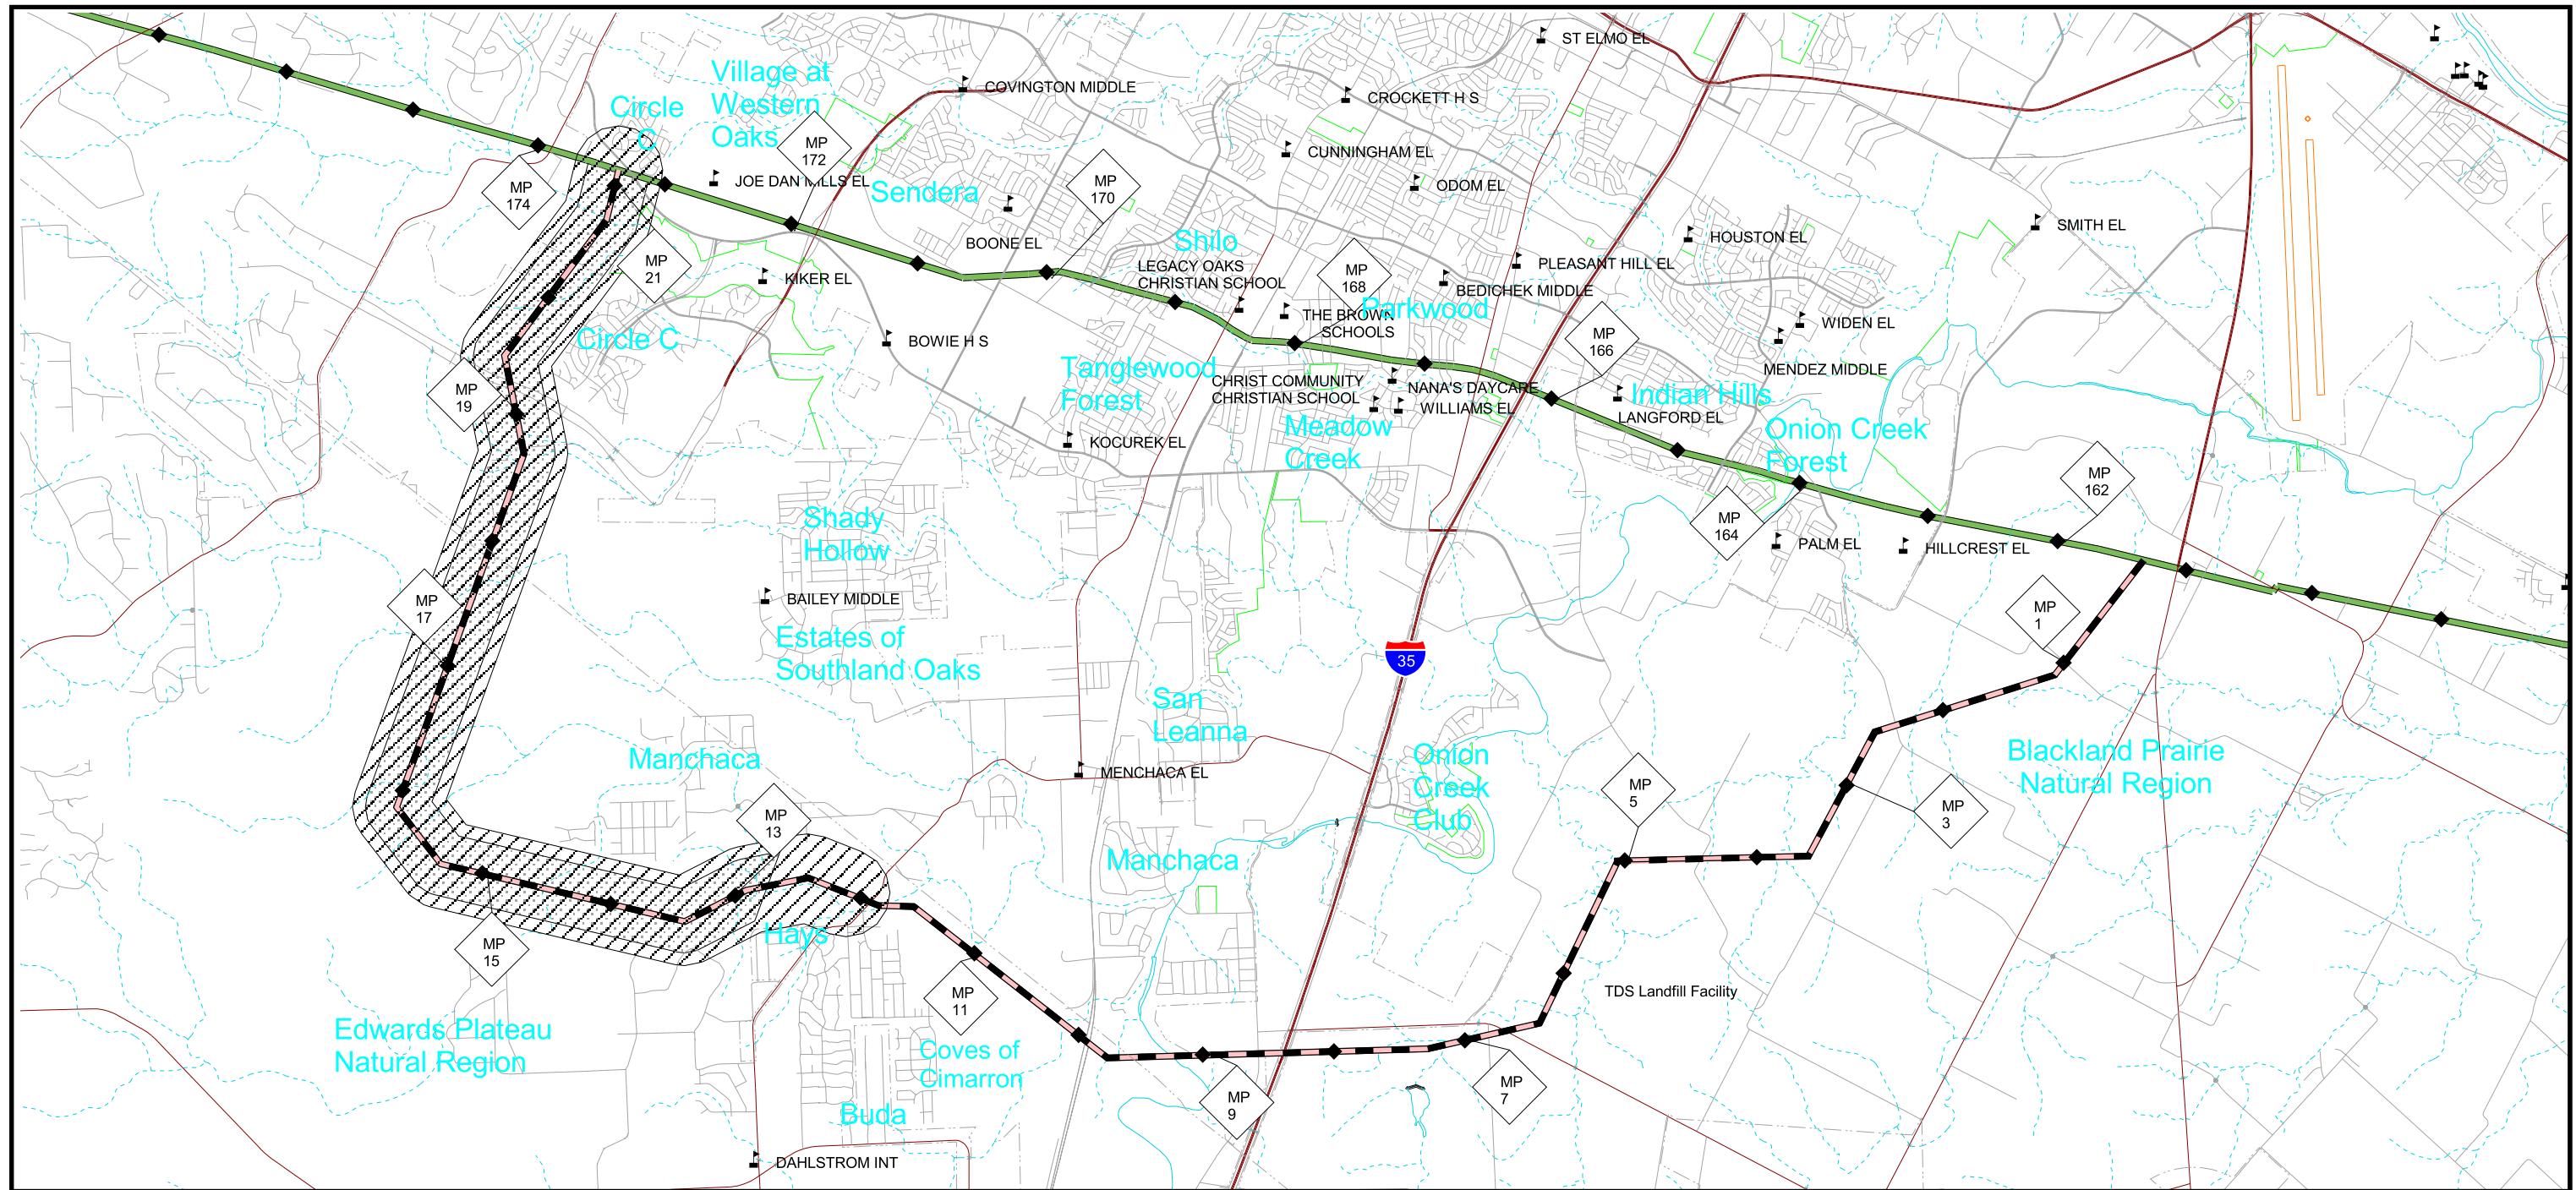 ST ELMO EL
Village at
Western
Oaks
COVINGTON MIDDLE
CROCKETT H S
Circle
C
MP
172
CUNNINGHAM EL
MP
174
JOE DAN MILLS EL
Sendera
MP
170
ODOM EL
SMITH EL
BOONE EL
Shilo
HOUSTON EL
MP
21
KIKER EL
LEGACY OAKS
CHRISTIAN SCHOOL
MP
168
PLEASANT HILL EL
BEDICHEK MIDDLE
Parkwood
THE BROWN
SCHOOLS
WIDEN EL
Circle C
BOWIE H S
MP
166
MENDEZ MIDDLE
Tanglewood
Forest
CHRIST COMMUNITY
CHRISTIAN SCHOOL
NANA'S DAYCARE
WILLIAMS EL
MP
19
Indian Hills
LANGFORD EL
Meadow
Creek
Onion Creek
Forest
KOCUREK EL
MP
162
Shady
Hollow
MP
164
PALM EL
HILLCREST EL
BAILEY MIDDLE
MP
17
MP
1
Estates of
Southland Oaks
35
San
Leanna
Manchaca
MENCHACA EL
Onion
Creek
Club
Blackland Prairie
Natural Region
MP
5
MP
3
MP
13
Manchaca
Hays
MP
15
MP
11
TDS Landfill Facility
Edwards Plateau
Natural Region
Coves of
Cimarron
MP
7
MP
9
Buda
DAHLSTROM INT